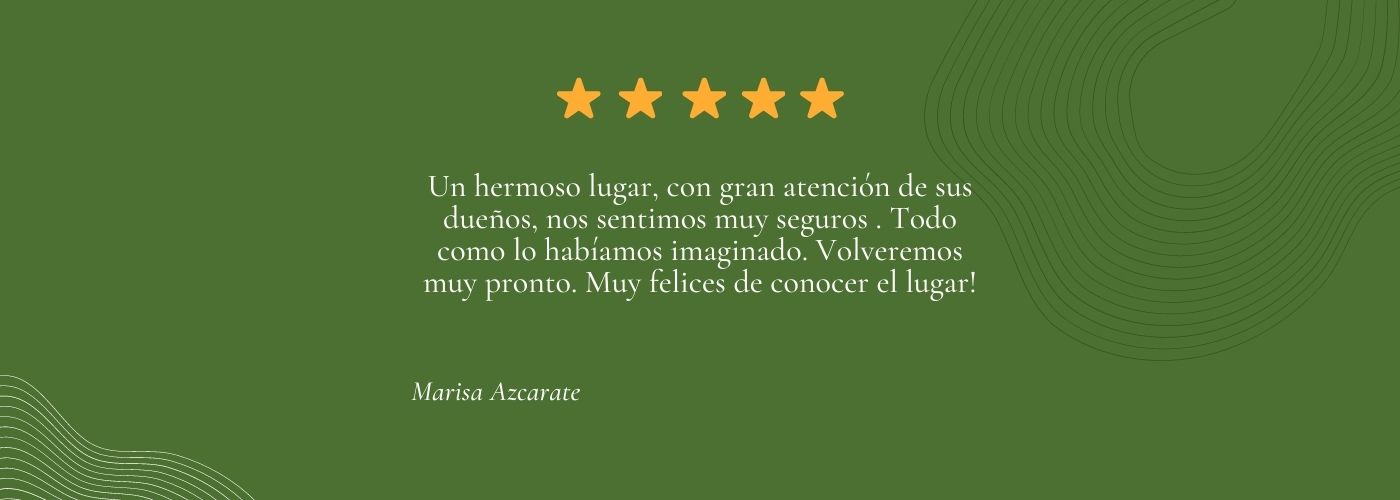 Un hermoso lugar, con gran atención de sus
dueños, nos sentimos muy seguros . Todo
como lo habíamos imaginado. Volveremos
muy pronto. Muy felices de conocer el lugar!
Marisa Azcarate